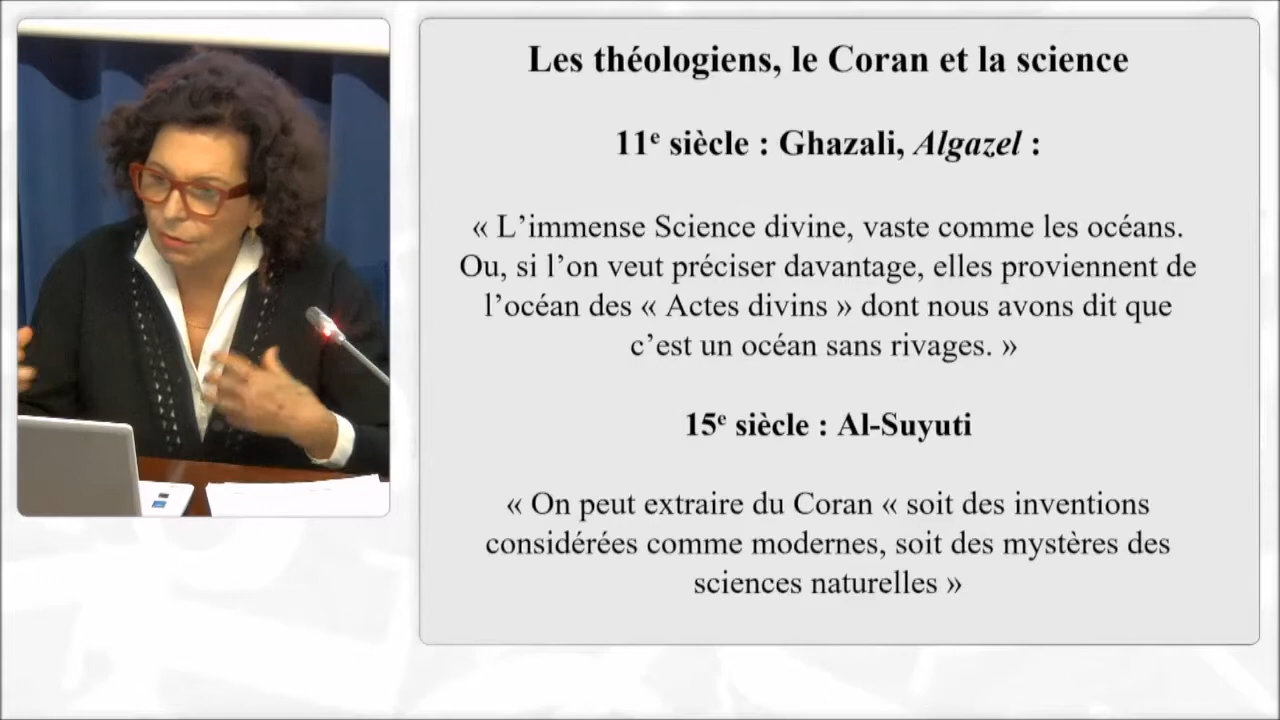 Les théologiens, le Coran et la science
11e siècle : Ghazali, Algazel :
« L’immense Science divine, vaste comme les océans.
Ou, si l’on veut préciser davantage, elles proviennent de
l’océan des « Actes divins » dont nous avons dit que
c’est un océan sans rivages. »
15e siècle : Al-Suyuti
« On peut extraire du Coran « soit des inventions
considérées comme modernes, soit des mystères des
sciences naturelles »